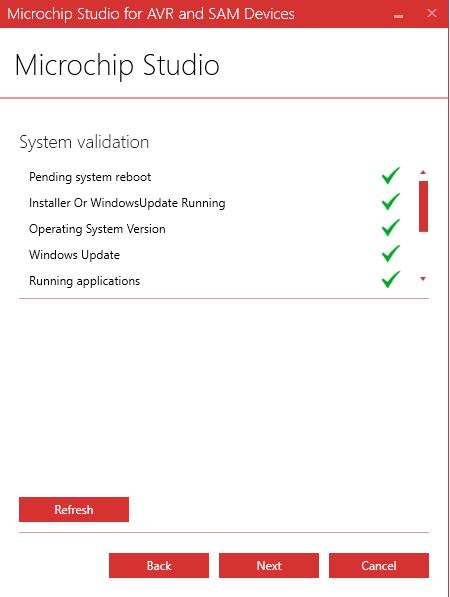 Microchip Studio for AVR and SAM Devices
Microchip Studio
System validation
Pending system reboot
Installer Or WindowsUpdate Running
Operating System Version
Windows Update
Running applications
Refresh
Back Next Cancel